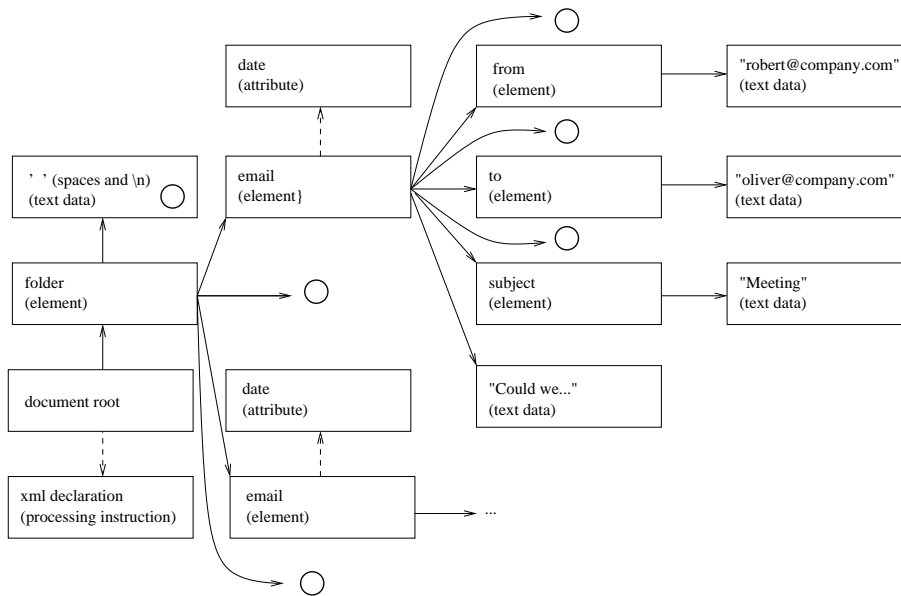 date
(attribute)
from
(element)
"robert@company.com"
(text data)
’ ’ (spaces and \n)
(text data)
email
(element}
to
(element)
"oliver@company.com"
(text data)
folder
(element)
subject
(element)
"Meeting"
(text data)
document root
date
(attribute)
"Could we..."
(text data)
xml declaration
(processing instruction)
email
(element)
...